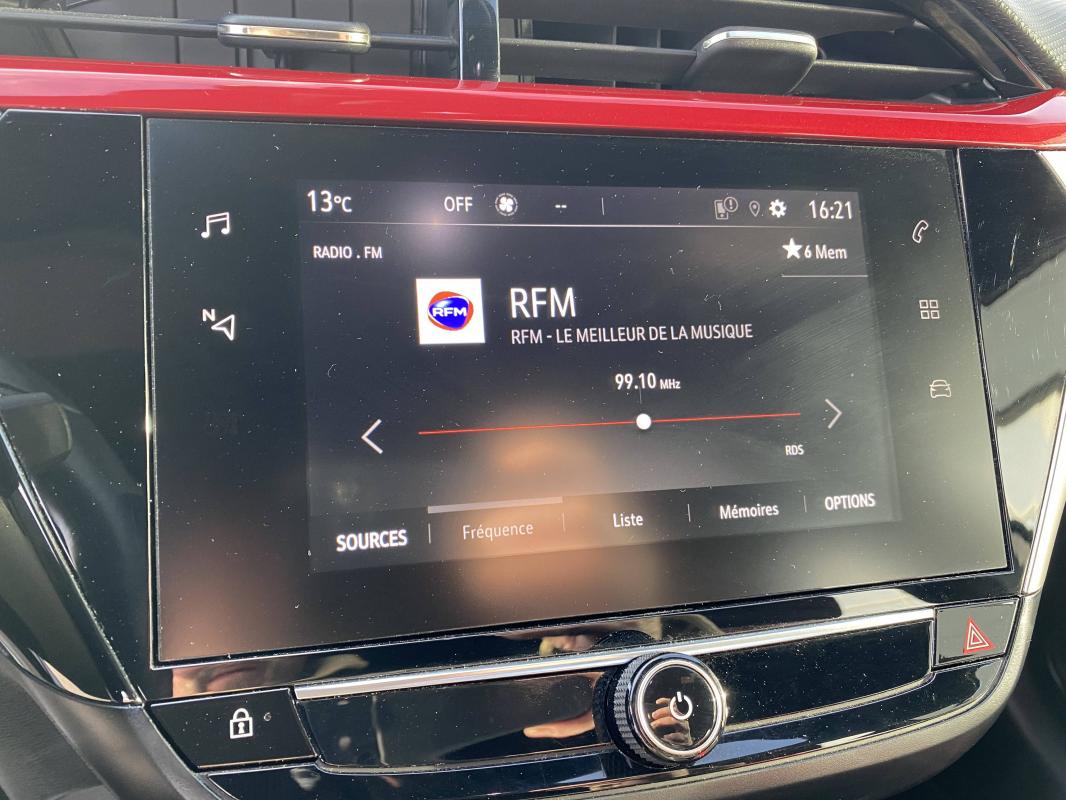 13°C OFF -- 16:21
RADIO . FM
6 Mem
RFM
RFM
RFM - LE MEILLEUR DE LA MUSIQUE
99.10 MHz
N
RDS
SOURCES Fréquence Liste Mémoires OPTIONS